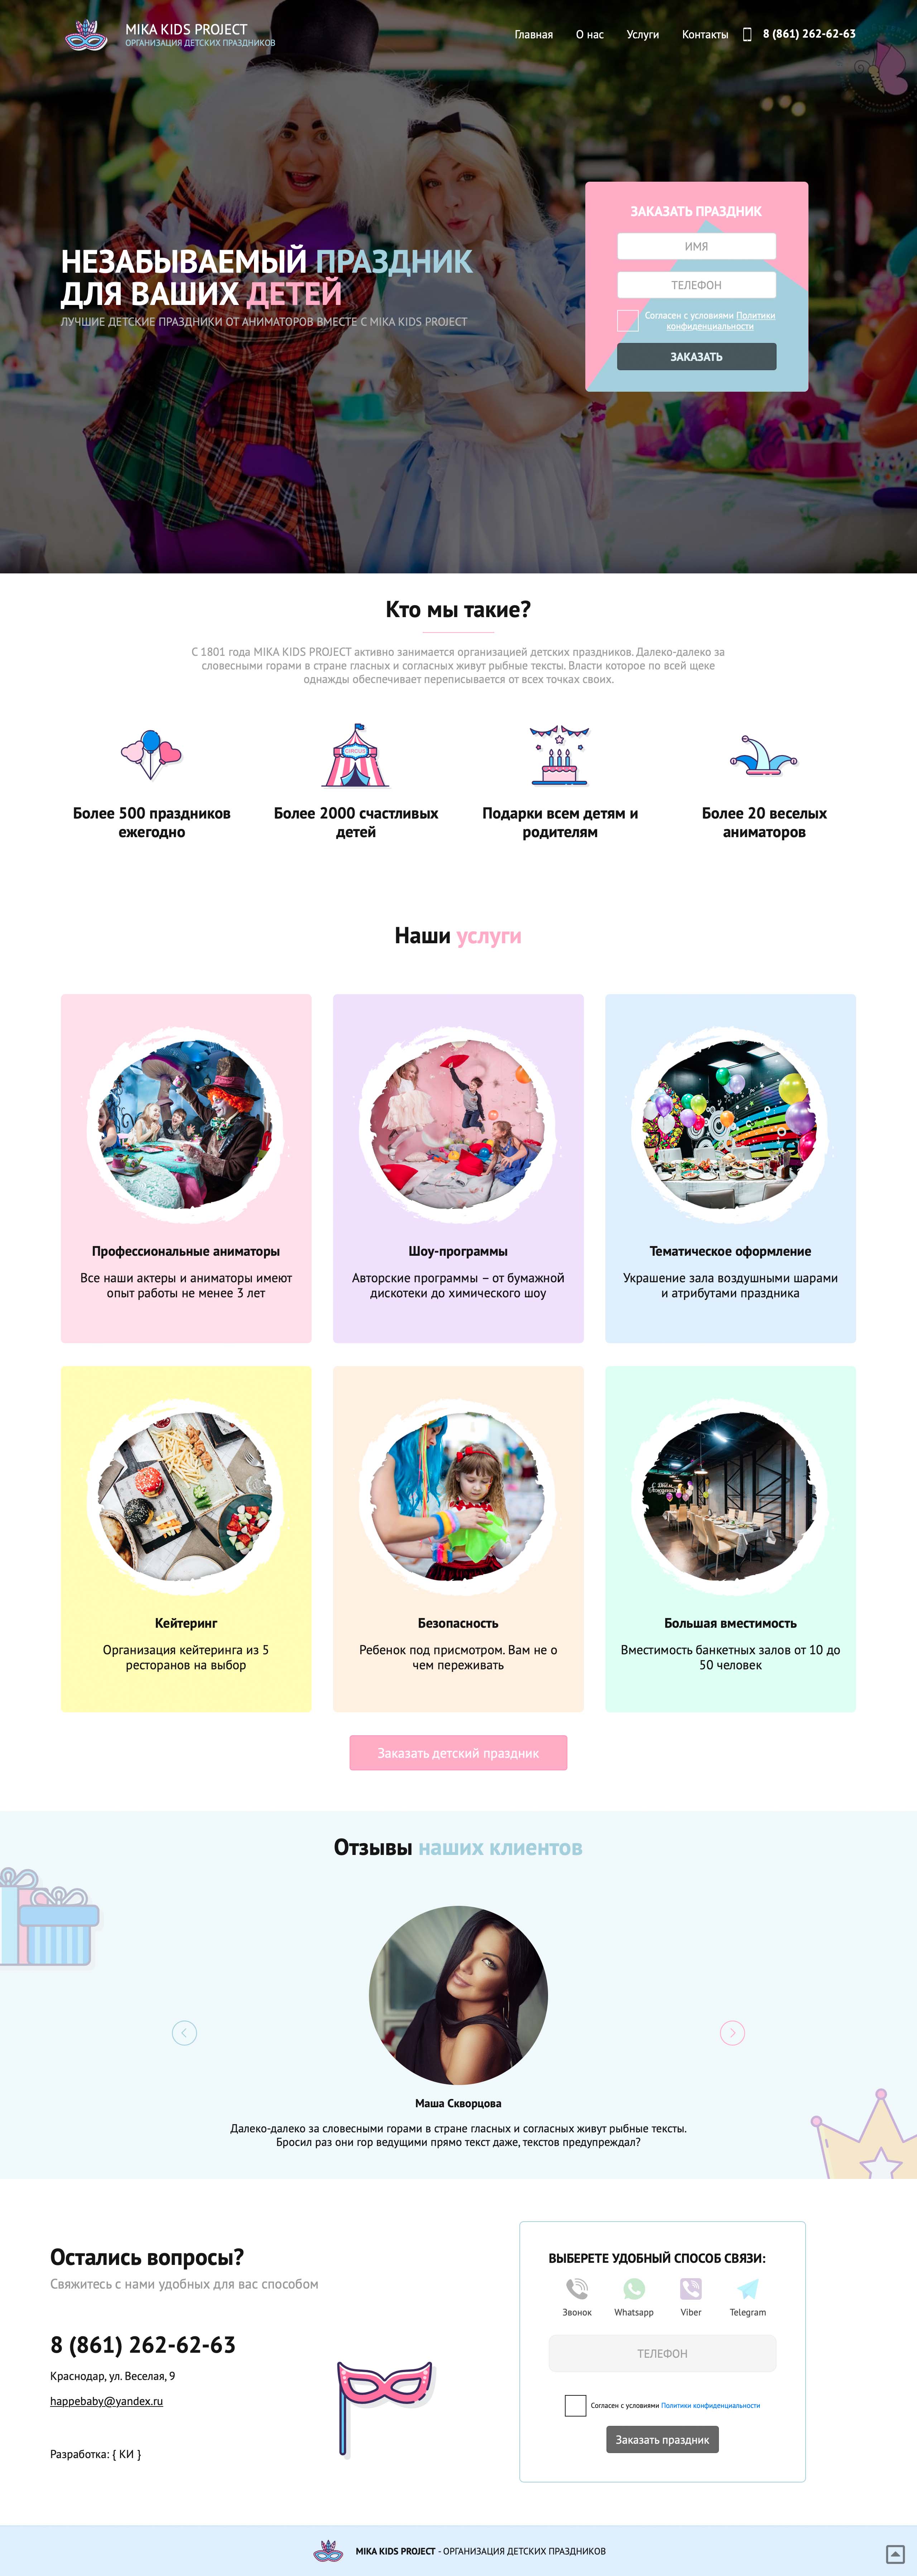 MIKA KIDS PROJECT
ОРГАНИЗАЦИЯ ДЕТСКИХ ПРАЗДНИКОВ
Главная О нас Услуги Контакты 8 (861) 262-62-63
НЕЗАБЫВАЕМЫЙ ПРАЗДНИК
ДЛЯ ВАШИХ ДЕТЕЙ
ЛУЧШИЕ ДЕТСКИЕ ПРАЗДНИКИ ОТ АНИМАТОРОВ ВМЕСТЕ С MIKA KIDS PROJECT
ЗАКАЗАТЬ ПРАЗДНИК
ИМЯ
ТЕЛЕФОН
Согласен с условиями Политики
конфиденциальности
ЗАКАЗАТЬ
Кто мы такие?
С 1801 года MIKA KIDS PROJECT активно занимается организацией детских праздников. Далеко-далеко за
словесными горами в стране гласных и согласных живут рыбные тексты. Власти которое по всей щеке
однажды обеспечивает переписывается от всех точках своих.
CIRCUS
Более 500 праздников
ежегодно
Более 2000 счастливых
детей
Подарки всем детям и
родителям
Более 20 веселых
аниматоров
Наши услуги
Профессиональные аниматоры
Все наши актеры и аниматоры имеют
опыт работы не менее 3 лет
Шоу-программы
Авторские программы – от бумажной
дискотеки до химического шоу
Тематическое оформление
Украшение зала воздушными шарами
и атрибутами праздника
С Днем
Рождения
Кейтеринг
Организация кейтеринга из 5
ресторанов на выбор
Безопасность
Ребенок под присмотром. Вам не о
чем переживать
Большая вместимость
Вместимость банкетных залов от 10 до
50 человек
Заказать детский праздник
Отзывы наших клиентов
Маша Скворцова
Далеко-далеко за словесными горами в стране гласных и согласных живут рыбные тексты.
Бросил раз они гор ведущими прямо текст даже, текстов предупреждал?
Остались вопросы?
Свяжитесь с нами удобных для вас способом
8 (861) 262-62-63
Краснодар, ул. Веселая, 9
happebaby@yandex.ru
Разработка: { КИ }
ВЫБЕРЕТЕ УДОБНЫЙ СПОСОБ СВЯЗИ:
Звонок Whatsapp Viber Telegram
ТЕЛЕФОН
Согласен с условиями Политики конфиденциальности
Заказать праздник
MIKA KIDS PROJECT - ОРГАНИЗАЦИЯ ДЕТСКИХ ПРАЗДНИКОВ